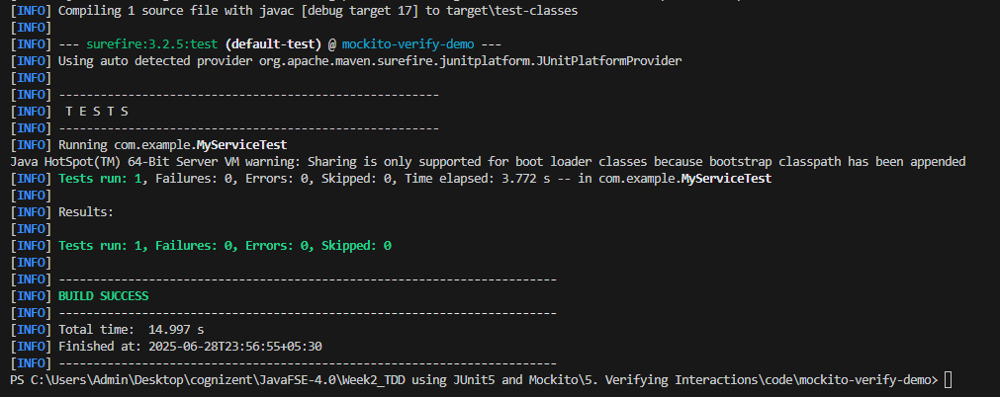 [INFO] Compiling 1 source file with javac [debug target 17] to target\test-classes
[INFO]
[INFO] --- surefire:3.2.5:test (default-test) @ mockito-verify-demo ---
[INFO] Using auto detected provider org.apache.maven.surefire.junitplatform.JUnitPlatformProvider
[INFO]
[INFO] -------------------------------------------------------
[INFO]  T E S T S
[INFO] -------------------------------------------------------
[INFO] Running com.example.MyServiceTest
Java HotSpot(TM) 64-Bit Server VM warning: Sharing is only supported for boot loader classes because bootstrap classpath has been appended
[INFO] Tests run: 1, Failures: 0, Errors: 0, Skipped: 0, Time elapsed: 3.772 s -- in com.example.MyServiceTest
[INFO]
[INFO] Results:
[INFO]
[INFO] Tests run: 1, Failures: 0, Errors: 0, Skipped: 0
[INFO]
[INFO] ------------------------------------------------------------------------
[INFO] BUILD SUCCESS
[INFO] ------------------------------------------------------------------------
[INFO] Total time:  14.997 s
[INFO] Finished at: 2025-06-28T23:56:55+05:30
[INFO] ------------------------------------------------------------------------
PS C:\Users\Admin\Desktop\cognizent\JavaFSE-4.0\Week2_TDD using JUnit5 and Mockito\5. Verifying Interactions\code\mockito-verify-demo>